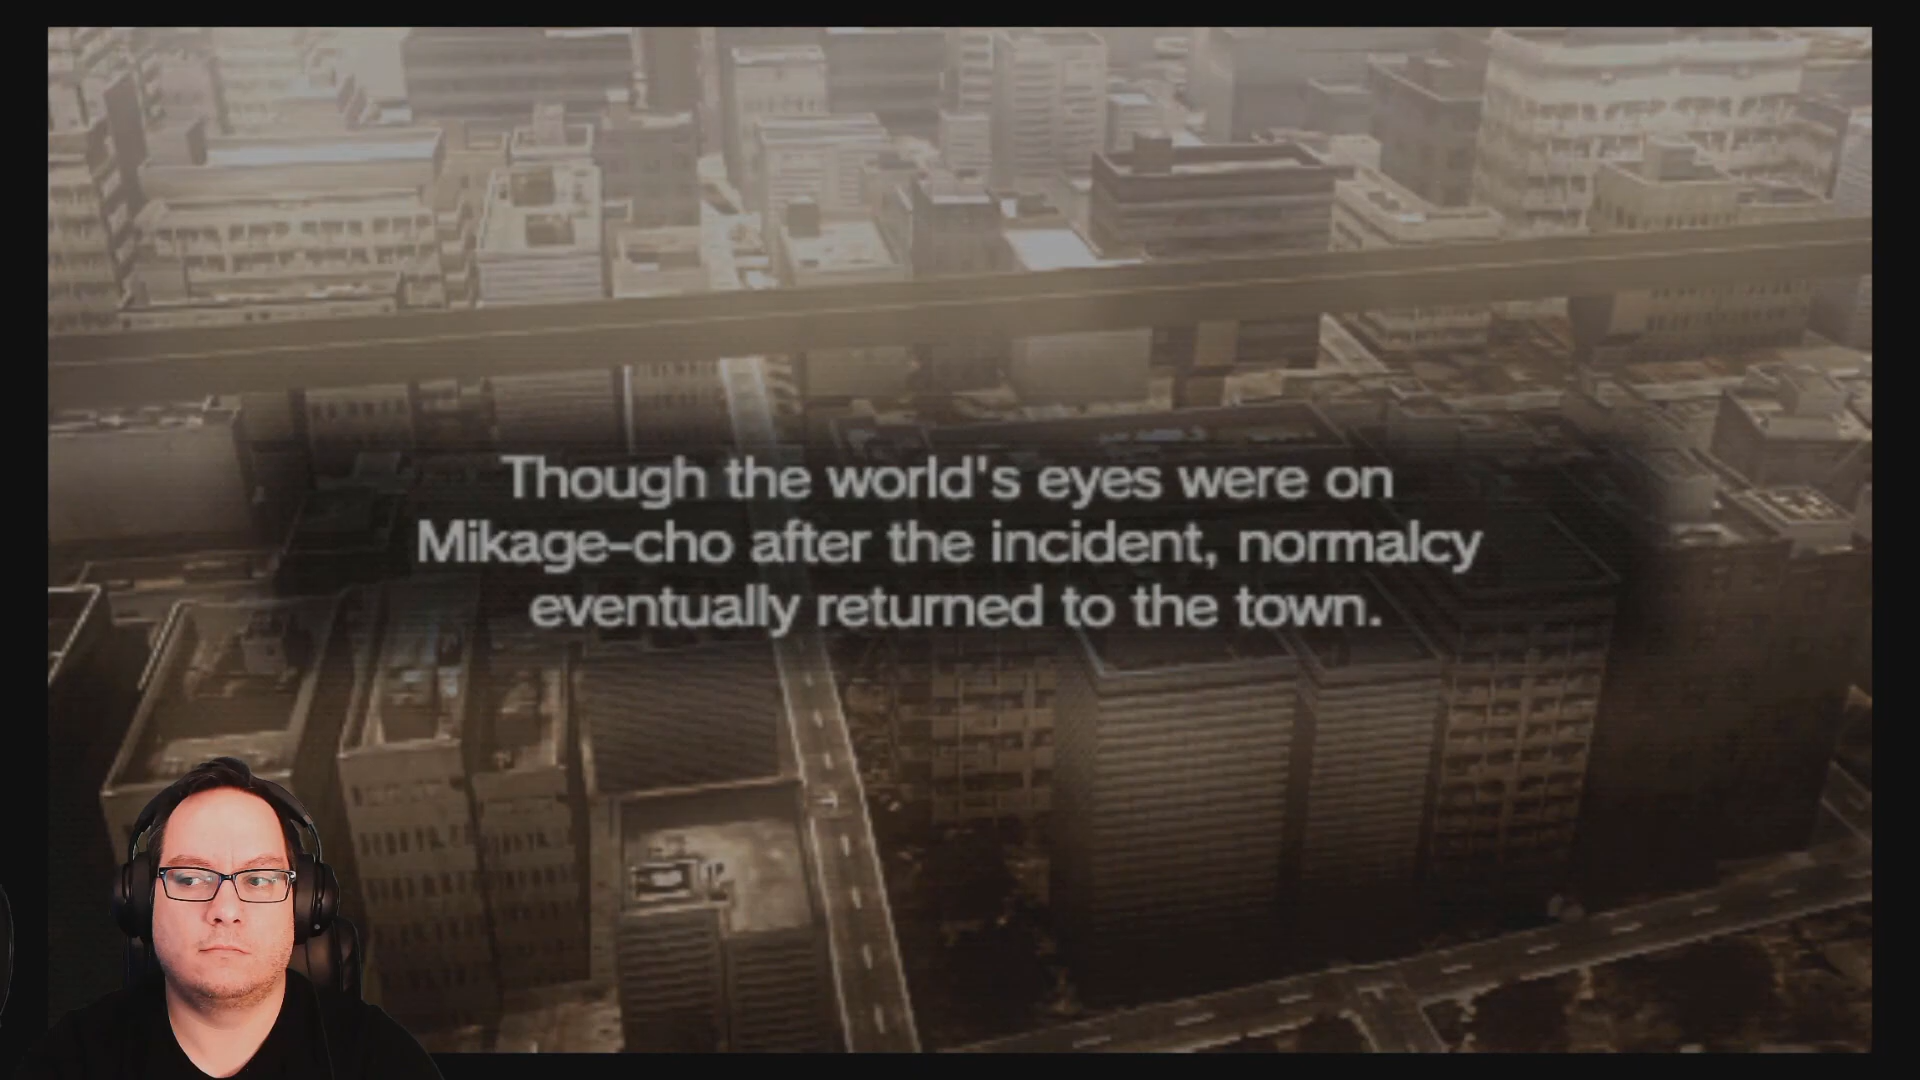 Though the world's eyes were on
Mikage-cho after the incident, normalcy
eventually returned to the town.